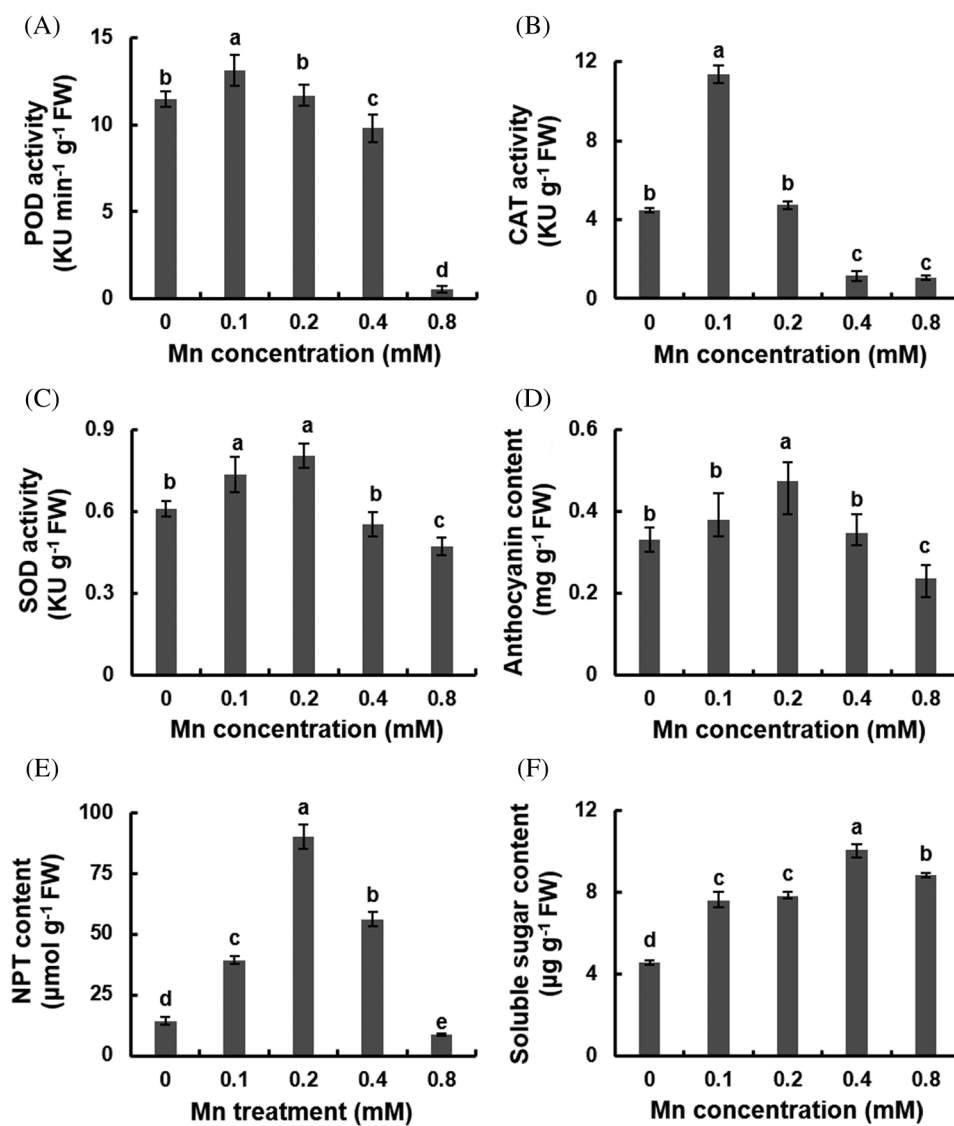 (A)
POD activity
(KU min⁻¹ g⁻¹ FW)
15
10
5
0
b
a
b
c
d
0 0.1 0.2 0.4 0.8
Mn concentration (mM)
(B)
CAT activity
(KU g⁻¹ FW)
12
8
4
0
b
a
b
c
c
0 0.1 0.2 0.4 0.8
Mn concentration (mM)
(C)
SOD activity
(KU g⁻¹ FW)
0.9
0.6
0.3
0
b
a
a
b
c
0 0.1 0.2 0.4 0.8
Mn concentration (mM)
(D)
Anthocyanin content
(mg g⁻¹ FW)
0.6
0.4
0.2
0
b
b
a
b
c
0 0.1 0.2 0.4 0.8
Mn concentration (mM)
(E)
NPT content
(µmol g⁻¹ FW)
100
75
50
25
0
d
c
a
b
e
0 0.1 0.2 0.4 0.8
Mn treatment (mM)
(F)
Soluble sugar content
(µg g⁻¹ FW)
12
8
4
0
d
c
c
a
b
0 0.1 0.2 0.4 0.8
Mn concentration (mM)